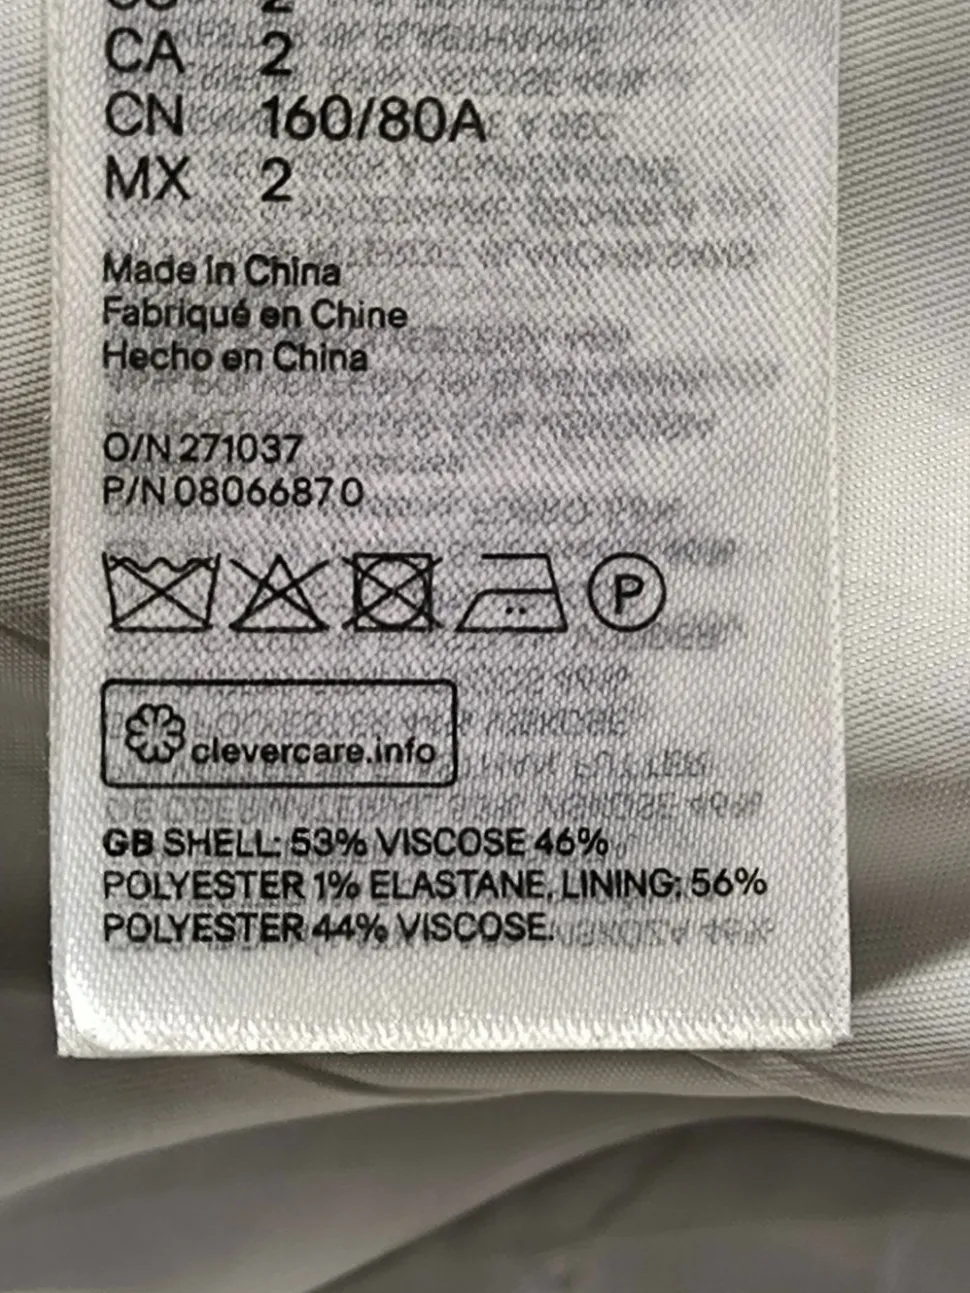 CA 2
CN 160/80A
MX 2
Made in China
Fabriqué en Chine
Hecho en China
O/N 271037
P/N 08066870
P
clevercare.info
GB SHELL: 53% VISCOSE 46%
POLYESTER 1% ELASTANE, LINING: 56%
POLYESTER 44% VISCOSE.